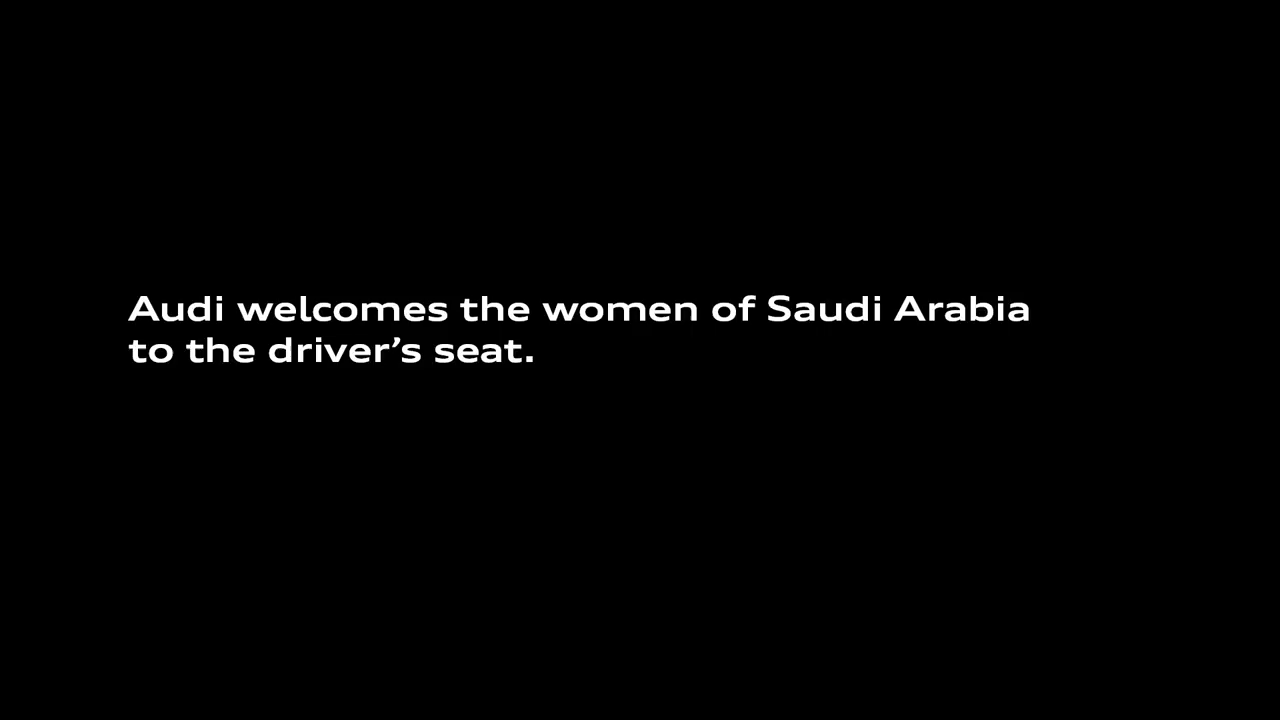 Audi welcomes the women of Saudi Arabia
to the driver’s seat.